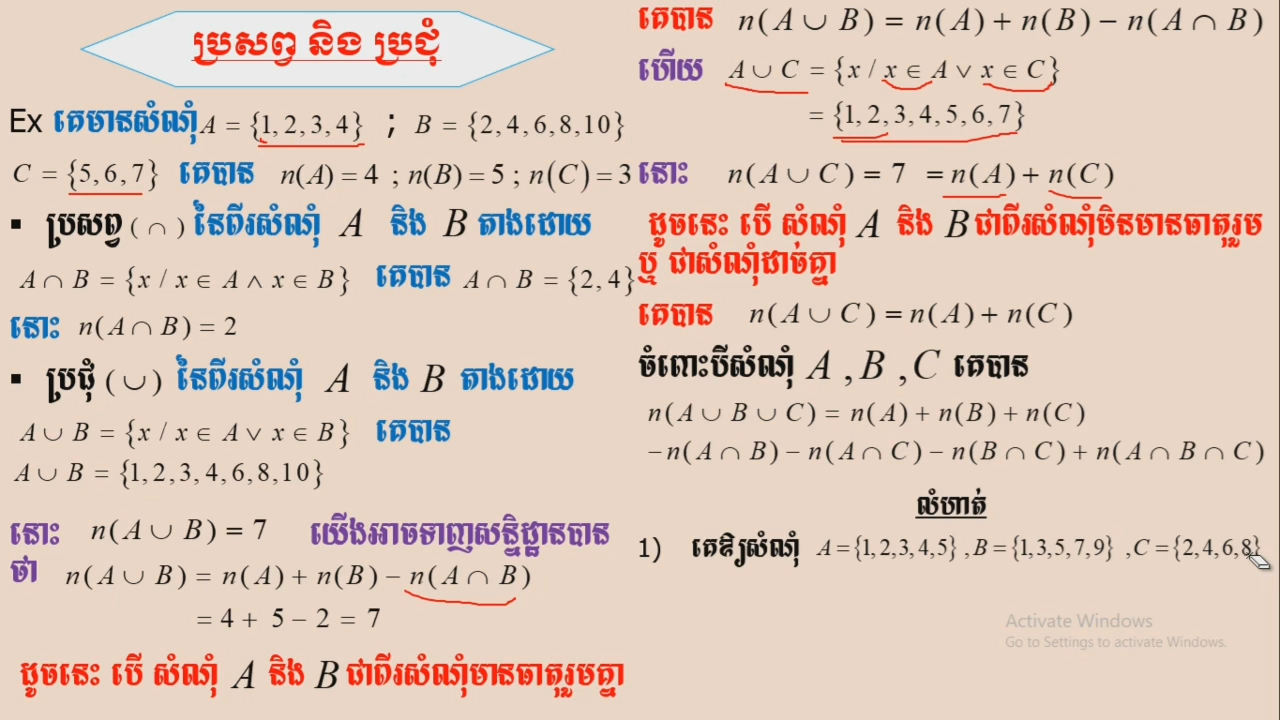 ប្រសព្វ និង ប្រជុំ
Ex គេមានសំណុំ A = {1, 2, 3, 4} ; B = {2, 4, 6, 8, 10}
C = {5, 6, 7} គេបាន n(A) = 4 ; n(B) = 5 ; n(C) = 3
▪ ប្រសព្វ ( ∩ ) នៃពីរសំណុំ A និង B តាងដោយ
A ∩ B = {x / x ∈ A ∧ x ∈ B} គេបាន A ∩ B = {2, 4}
នោះ n(A ∩ B) = 2
▪ ប្រជុំ ( ∪ ) នៃពីរសំណុំ A និង B តាងដោយ
A ∪ B = {x / x ∈ A ∨ x ∈ B} គេបាន
A ∪ B = {1, 2, 3, 4, 6, 8, 10}
នោះ n(A ∪ B) = 7 យើងអាចទាញសន្និដ្ឋានបាន
ថា n(A ∪ B) = n(A) + n(B) − n(A ∩ B)
= 4 + 5 − 2 = 7
ដូចនេះ បើ សំណុំ A និង B ជាពីរសំណុំមានធាតុរួមគ្នា
គេបាន n(A ∪ B) = n(A) + n(B) − n(A ∩ B)
ហើយ A ∪ C = {x / x ∈ A ∨ x ∈ C}
= {1, 2, 3, 4, 5, 6, 7}
នោះ n(A ∪ C) = 7 = n(A) + n(C)
ដូចនេះ បើ សំណុំ A និង B ជាពីរសំណុំមិនមានធាតុរួម
ឬ ជាសំណុំដាច់គ្នា
គេបាន n(A ∪ C) = n(A) + n(C)
ចំពោះបីសំណុំ A , B , C គេបាន
n(A ∪ B ∪ C) = n(A) + n(B) + n(C)
− n(A ∩ B) − n(A ∩ C) − n(B ∩ C) + n(A ∩ B ∩ C)
លំហាត់
1) គេឱ្យសំណុំ A = {1, 2, 3, 4, 5} , B = {1, 3, 5, 7, 9} , C = {2, 4, 6, 8}
Activate Windows
Go to Settings to activate Windows.